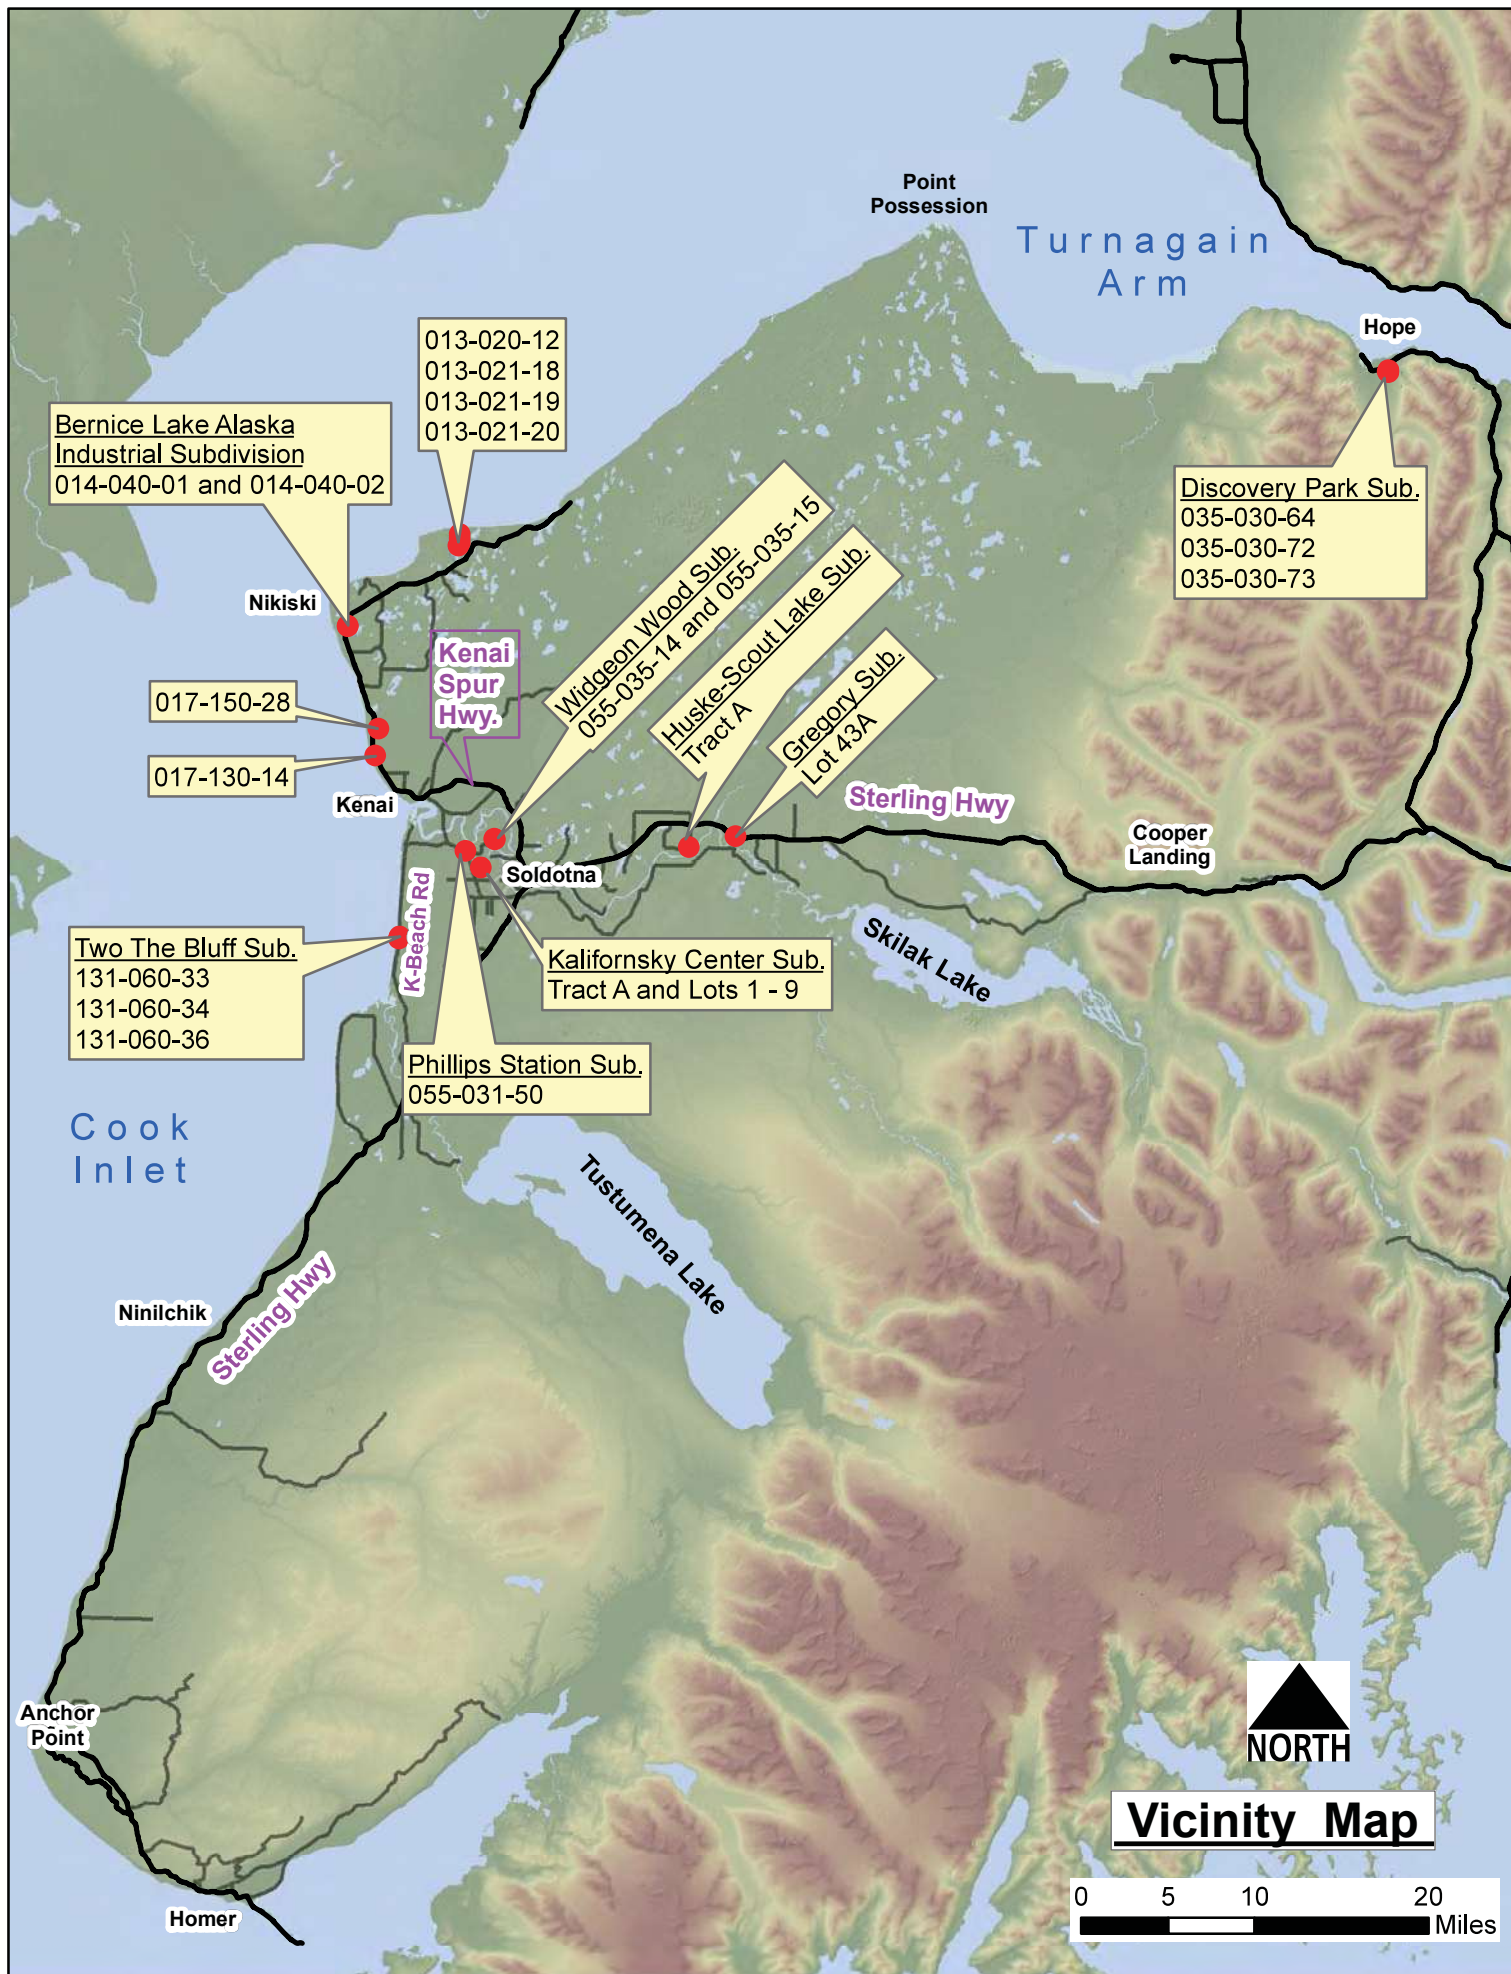 Point
Possession
Turnagain
Arm
Hope
013-020-12
013-021-18
013-021-19
013-021-20
Bernice Lake Alaska
Industrial Subdivision
014-040-01 and 014-040-02
Discovery Park Sub.
035-030-64
035-030-72
035-030-73
Widgeon Wood Sub.
055-035-14 and 055-035-15
Huske-Scout Lake Sub.
Tract A
Gregory Sub.
Lot 43A
Nikiski
Kenai
Spur
Hwy.
017-150-28
017-130-14
Kenai
Sterling Hwy
Cooper
Landing
Soldotna
K-Beach Rd
Skilak Lake
Two The Bluff Sub.
131-060-33
131-060-34
131-060-36
Kalifornsky Center Sub.
Tract A and Lots 1 - 9
Phillips Station Sub.
055-031-50
Cook
Inlet
Tustumena Lake
Ninilchik
Sterling Hwy
Anchor
Point
Homer
NORTH
Vicinity Map
0 5 10 20
Miles